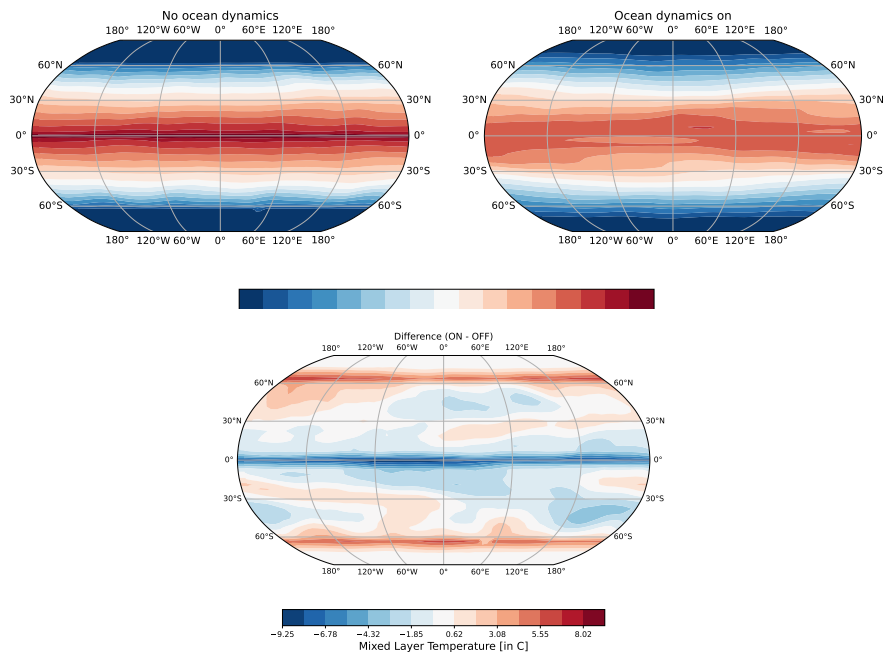 No ocean dynamics
Ocean dynamics on
180° 120°W 60°W 0° 60°E 120°E 180°
180° 120°W 60°W 0° 60°E 120°E 180°
60°N 60°N 60°N 60°N
30°N 30°N 30°N 30°N
0° 0° 0° 0°
30°S 30°S 30°S 30°S
60°S 60°S 60°S 60°S
180° 120°W 60°W 0° 60°E 120°E 180°
180° 120°W 60°W 0° 60°E 120°E 180°
Difference (ON - OFF)
180° 120°W 60°W 0° 60°E 120°E 180°
60°N 60°N
30°N 30°N
0° 0°
30°S 30°S
60°S 60°S
180° 120°W 60°W 0° 60°E 120°E 180°
−9.25 −6.78 −4.32 −1.85 0.62 3.08 5.55 8.02
Mixed Layer Temperature [in C]